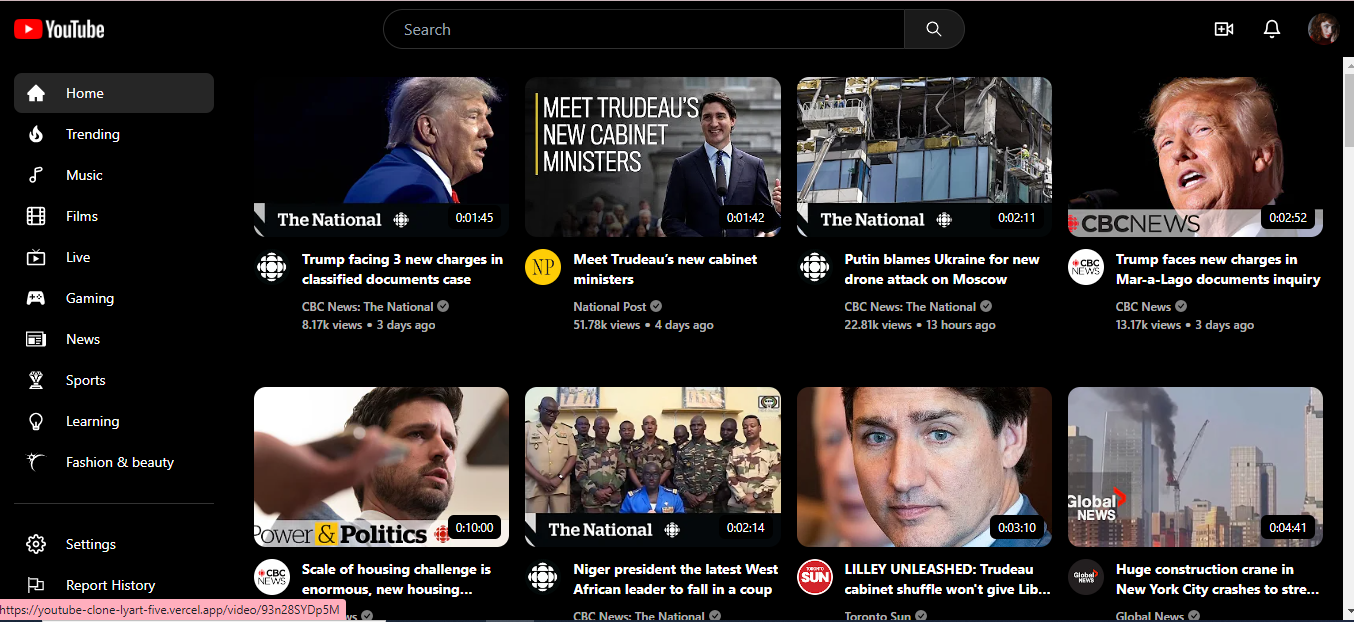 YouTube
Search
Home
Trending
Music
Films
Live
Gaming
News
Sports
Learning
Fashion & beauty
Settings
Report History
https://youtube-clone-lyart-five.vercel.app/video/93n28SYDp5M
The National
0:01:45
Trump facing 3 new charges in
classified documents case
CBC News: The National
8.17k views • 3 days ago
MEET TRUDEAU'S
NEW CABINET
MINISTERS
0:01:42
NP
Meet Trudeau’s new cabinet
ministers
National Post
51.78k views • 4 days ago
The National
0:02:11
Putin blames Ukraine for new
drone attack on Moscow
CBC News: The National
22.81k views • 13 hours ago
CBCNEWS
0:02:52
CBC
NEWS
Trump faces new charges in
Mar-a-Lago documents inquiry
CBC News
13.17k views • 3 days ago
Power & Politics
0:10:00
CBC
NEWS
Scale of housing challenge is
enormous, new housing...
ws
The National
0:02:14
Niger president the latest West
African leader to fall in a coup
CBC News: The National
0:03:10
TORONTO
SUN
LILLEY UNLEASHED: Trudeau
cabinet shuffle won't give Lib...
Toronto Sun
Global
NEWS
0:04:41
Global
Huge construction crane in
New York City crashes to stre...
Global News